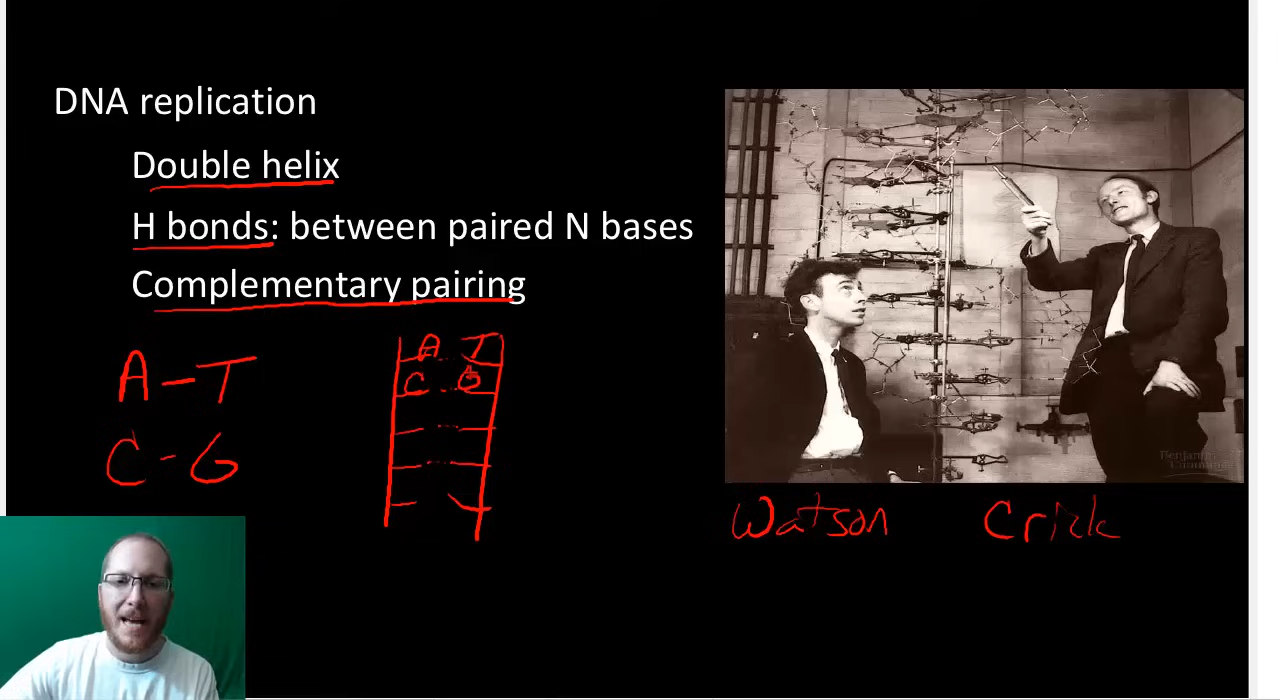 DNA replication
Double helix
H bonds: between paired N bases
Complementary pairing
A T
C G
A-T
C-G
Watson Crick